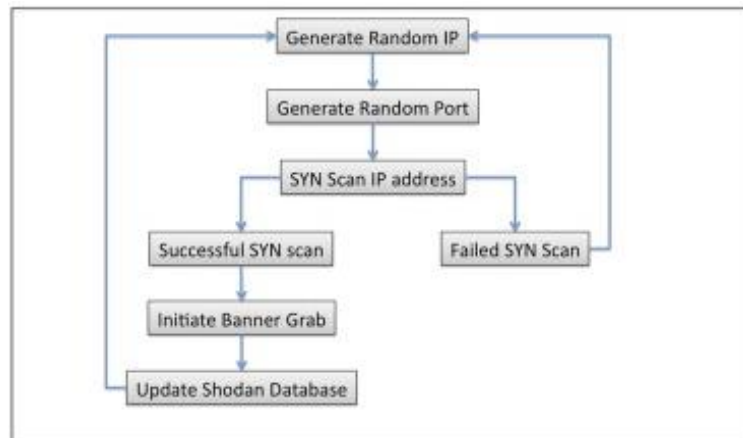 Generate Random IP
Generate Random Port
SYN Scan IP address
Successful SYN scan
Failed SYN Scan
Initiate Banner Grab
Update Shodan Database